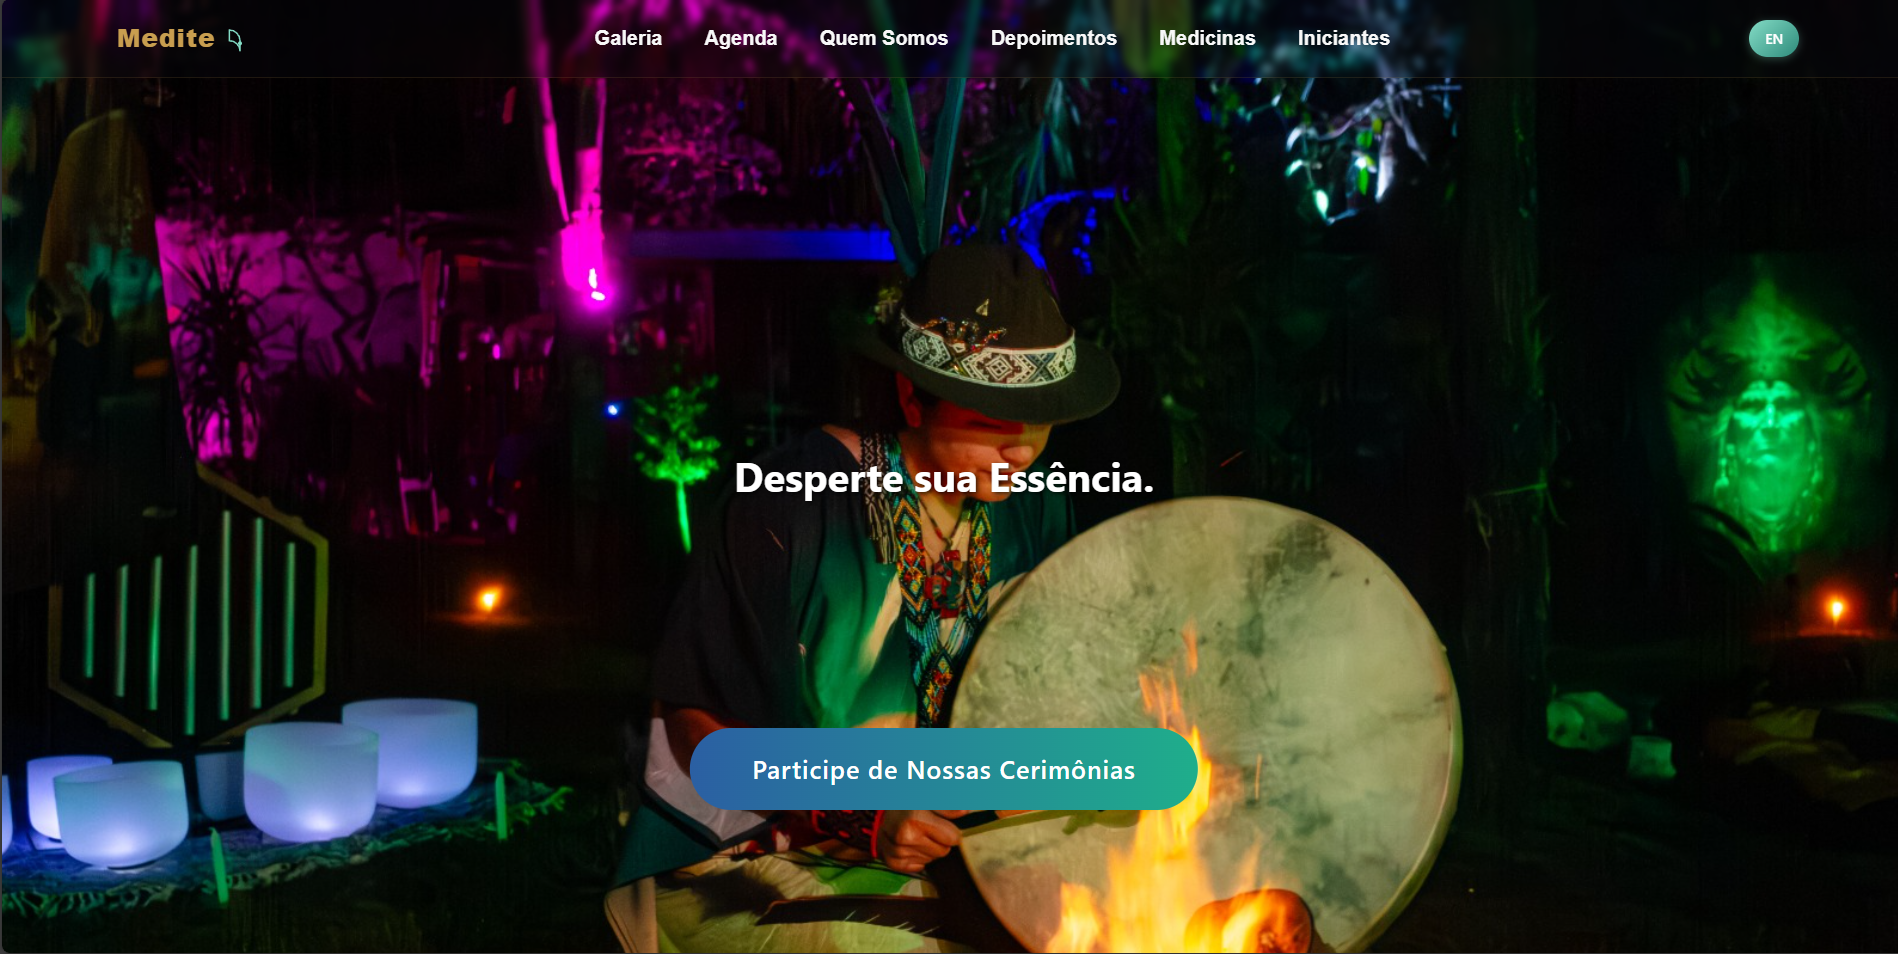 Medite
Galeria Agenda Quem Somos Depoimentos Medicinas Iniciantes
EN
Desperte sua Essência.
Participe de Nossas Cerimônias